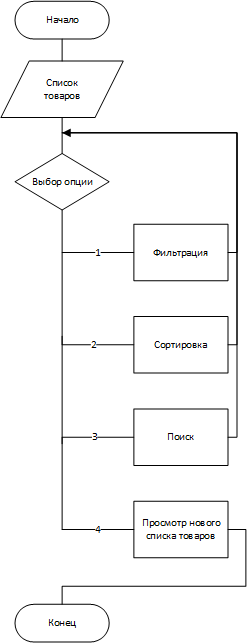 Начало
Список
товаров
Выбор опции
1
Фильтрация
2
Сортировка
3
Поиск
4
Просмотр нового
списка товаров
Конец